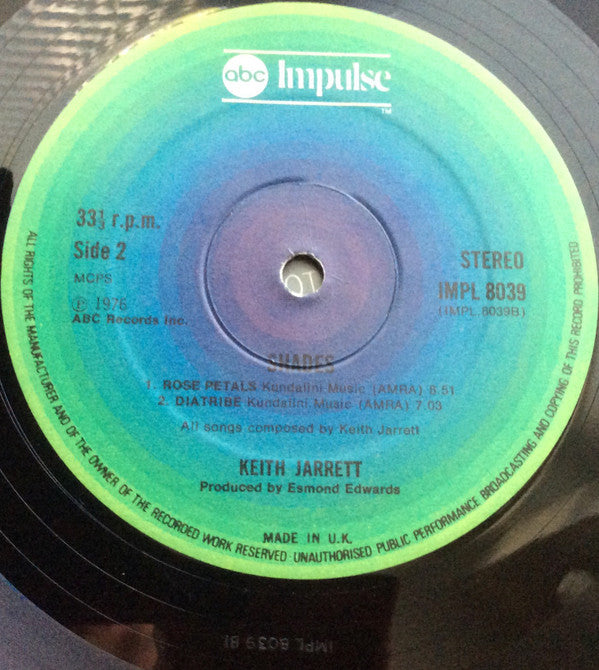 abc Impulse
TM
33⅓ r.p.m.
Side 2
MCPS
℗ 1976
ABC Records Inc.
STEREO
IMPL 8039
(IMPL.8039B)
SHADES
1. ROSE PETALS Kundalini Music (AMRA) 6.51
2. DIATRIBE Kundalini Music (AMRA) 7.03
All songs composed by Keith Jarrett
KEITH JARRETT
Produced by Esmond Edwards
MADE IN U.K.
ALL RIGHTS OF THE MANUFACTURER AND OF THE OWNER OF THE RECORDED WORK RESERVED·UNAUTHORISED PUBLIC PERFORMANCE BROADCASTING AND COPYING OF THIS RECORD PROHIBITED
IMPL 8039 B